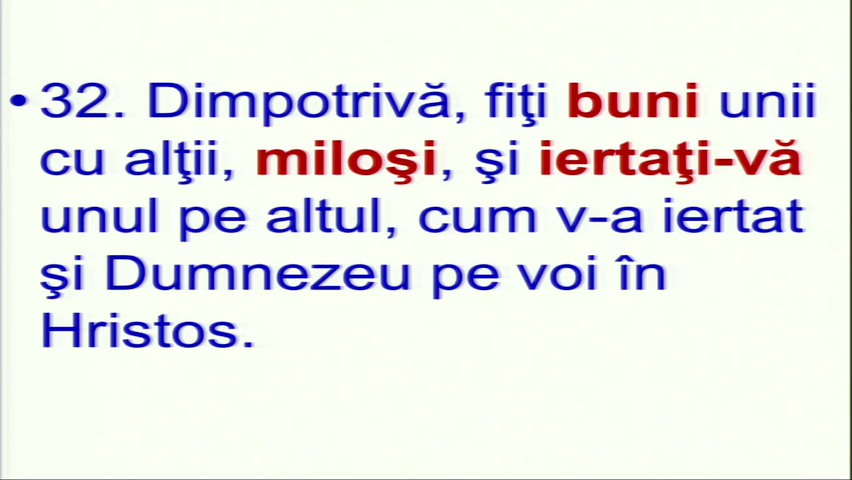 • 32. Dimpotrivă, fiţi buni unii
cu alţii, miloşi, şi iertaţi-vă
unul pe altul, cum v-a iertat
şi Dumnezeu pe voi în
Hristos.